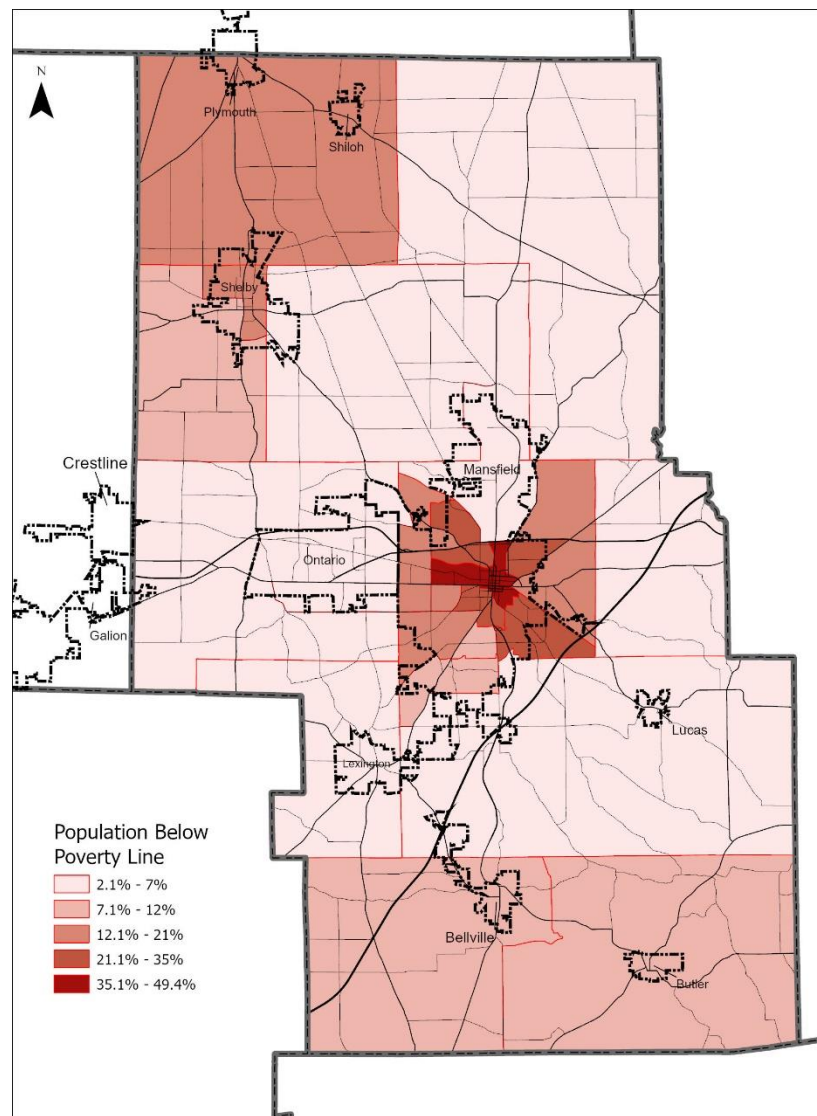 N
Plymouth
Shiloh
Shelby
Crestline
Mansfield
Ontario
Galion
Lucas
Lexington
Bellville
Butler
Population Below
Poverty Line
2.1% - 7%
7.1% - 12%
12.1% - 21%
21.1% - 35%
35.1% - 49.4%